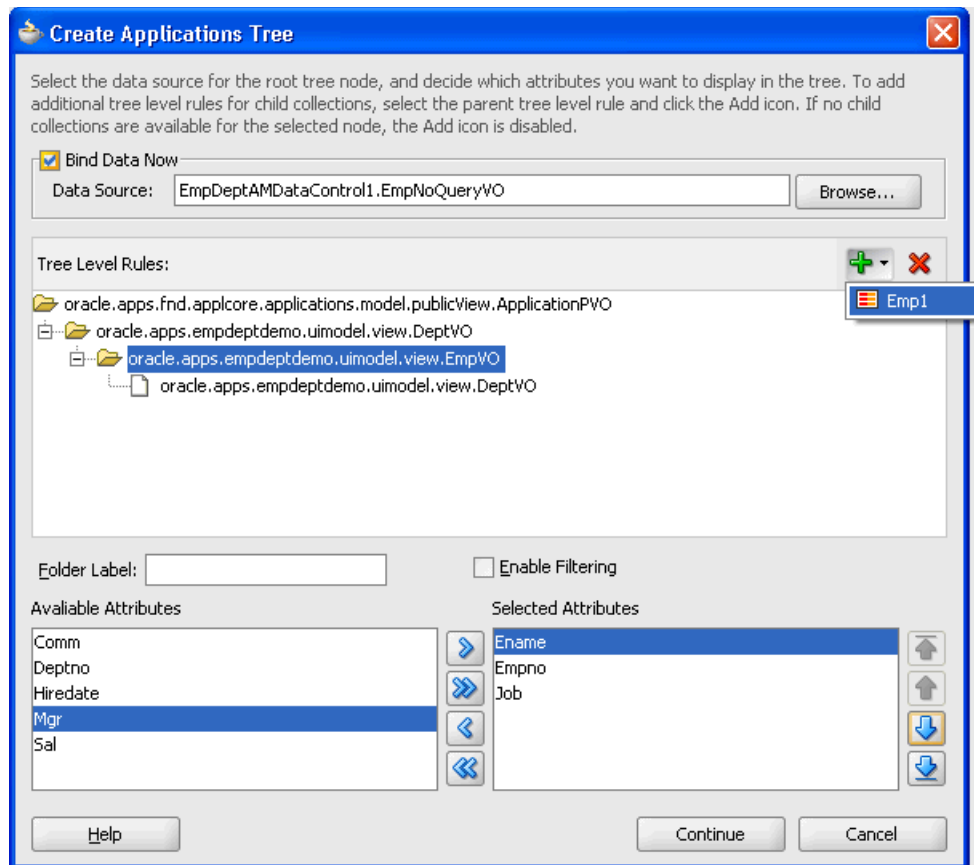 Create Applications Tree
Select the data source for the root tree node, and decide which attributes you want to display in the tree. To add
additional tree level rules for child collections, select the parent tree level rule and click the Add icon. If no child
collections are available for the selected node, the Add icon is disabled.
Bind Data Now
Data Source: EmpDeptAMDataControl1.EmpNoQueryVO Browse...
Tree Level Rules:
oracle.apps.fnd.applcore.applications.model.publicView.ApplicationPVO
Emp1
oracle.apps.empdeptdemo.uimodel.view.DeptVO
oracle.apps.empdeptdemo.uimodel.view.EmpVO
oracle.apps.empdeptdemo.uimodel.view.DeptVO
Folder Label:
Enable Filtering
Avaliable Attributes
Comm
Deptno
Hiredate
Mgr
Sal
Selected Attributes
Ename
Empno
Job
Help
Continue
Cancel